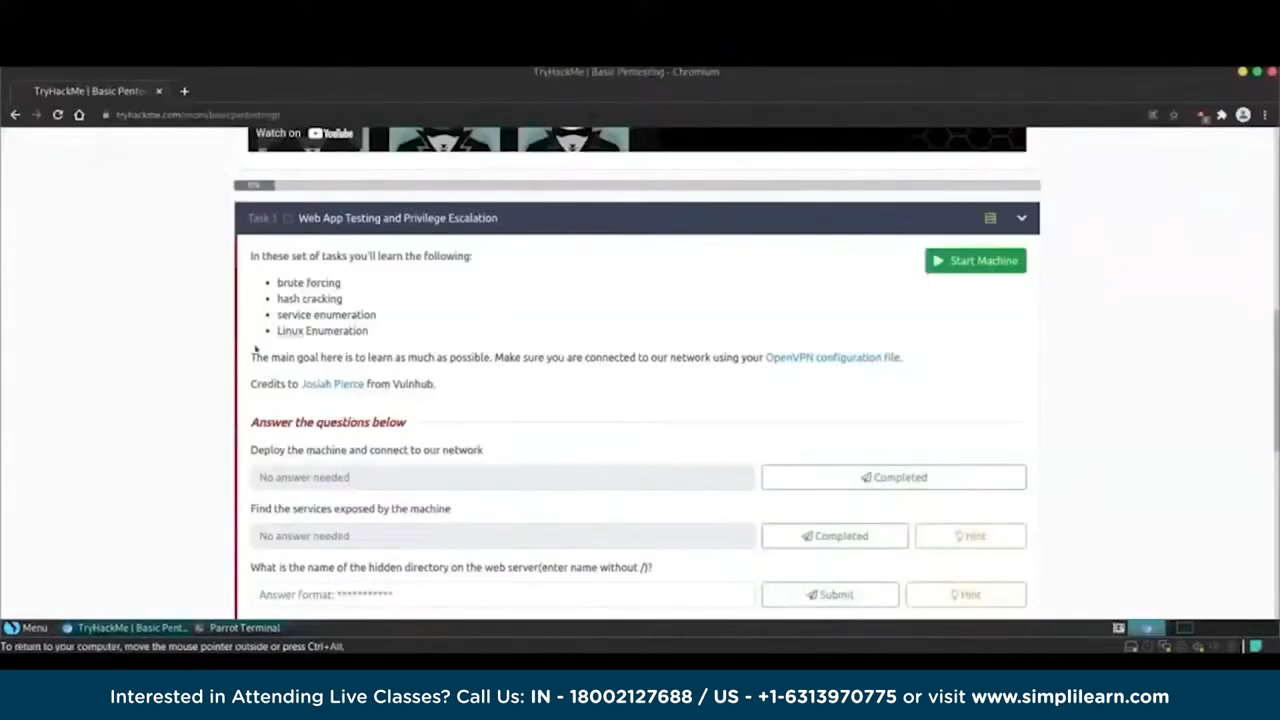 TryHackMe | Basic Pentesting - Chromium
TryHackMe | Basic Pente
tryhackme.com/room/basicpentestingjt
Watch on YouTube
11%
Task 1 Web App Testing and Privilege Escalation
In these set of tasks you'll learn the following:
Start Machine
brute forcing
hash cracking
service enumeration
Linux Enumeration
The main goal here is to learn as much as possible. Make sure you are connected to our network using your OpenVPN configuration file.
Credits to Josiah Pierce from Vulnhub.
Answer the questions below
Deploy the machine and connect to our network
No answer needed
Completed
Find the services exposed by the machine
No answer needed
Completed
Hint
What is the name of the hidden directory on the web server(enter name without /)?
Answer format: ***********
Submit
Hint
Menu TryHackMe | Basic Pent... Parrot Terminal
To return to your computer, move the mouse pointer outside or press Ctrl+Alt.
Interested in Attending Live Classes? Call Us: IN - 18002127688 / US - +1-6313970775 or visit www.simplilearn.com